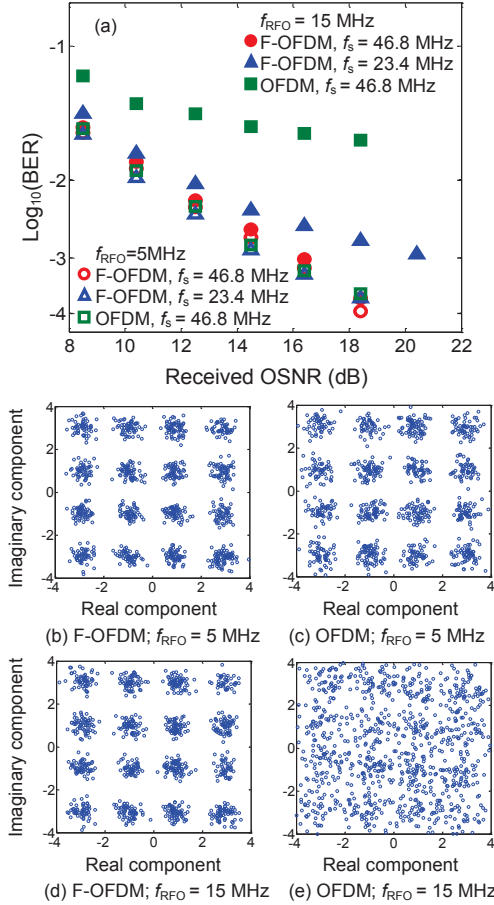 (a)
f_RFO = 15 MHz
F-OFDM, f_s = 46.8 MHz
F-OFDM, f_s = 23.4 MHz
OFDM, f_s = 46.8 MHz
Log10(BER)
-1
-2
-3
-4
f_RFO=5MHz
F-OFDM, f_s = 46.8 MHz
F-OFDM, f_s = 23.4 MHz
OFDM, f_s = 46.8 MHz
8 10 12 14 16 18 20 22
Received OSNR (dB)
Imaginary component
4
2
0
-2
-4
-4 -2 0 2 4
Real component
(b) F-OFDM; f_RFO = 5 MHz
4
2
0
-2
-4
-4 -2 0 2 4
Real component
(c) OFDM; f_RFO = 5 MHz
Imaginary component
4
2
0
-2
-4
-4 -2 0 2 4
Real component
(d) F-OFDM; f_RFO = 15 MHz
4
2
0
-2
-4
-4 -2 0 2 4
Real component
(e) OFDM; f_RFO = 15 MHz